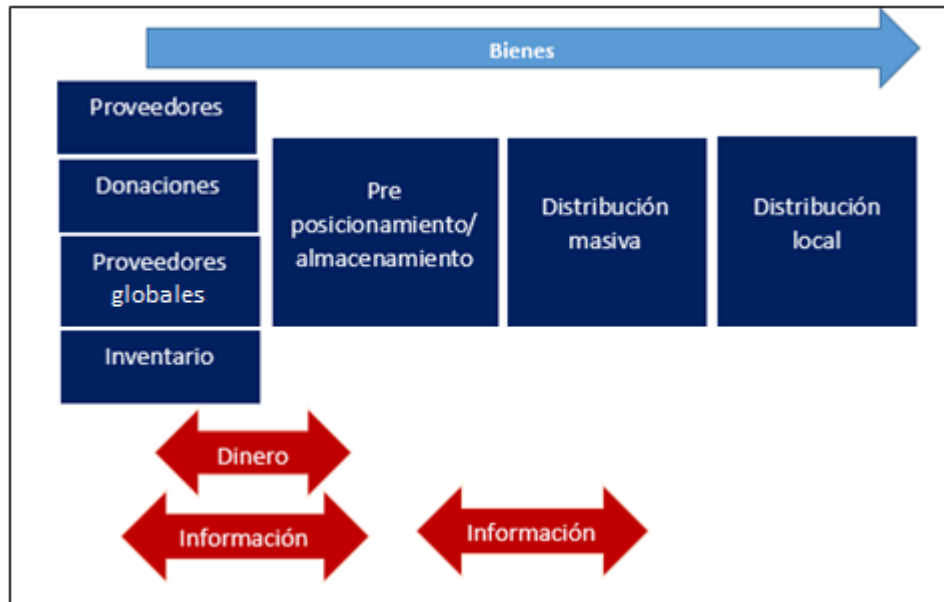 Bienes
Proveedores
Donaciones
Proveedores
globales
Inventario
Pre
posicionamiento/
almacenamiento
Distribución
masiva
Distribución
local
Dinero
Información
Información